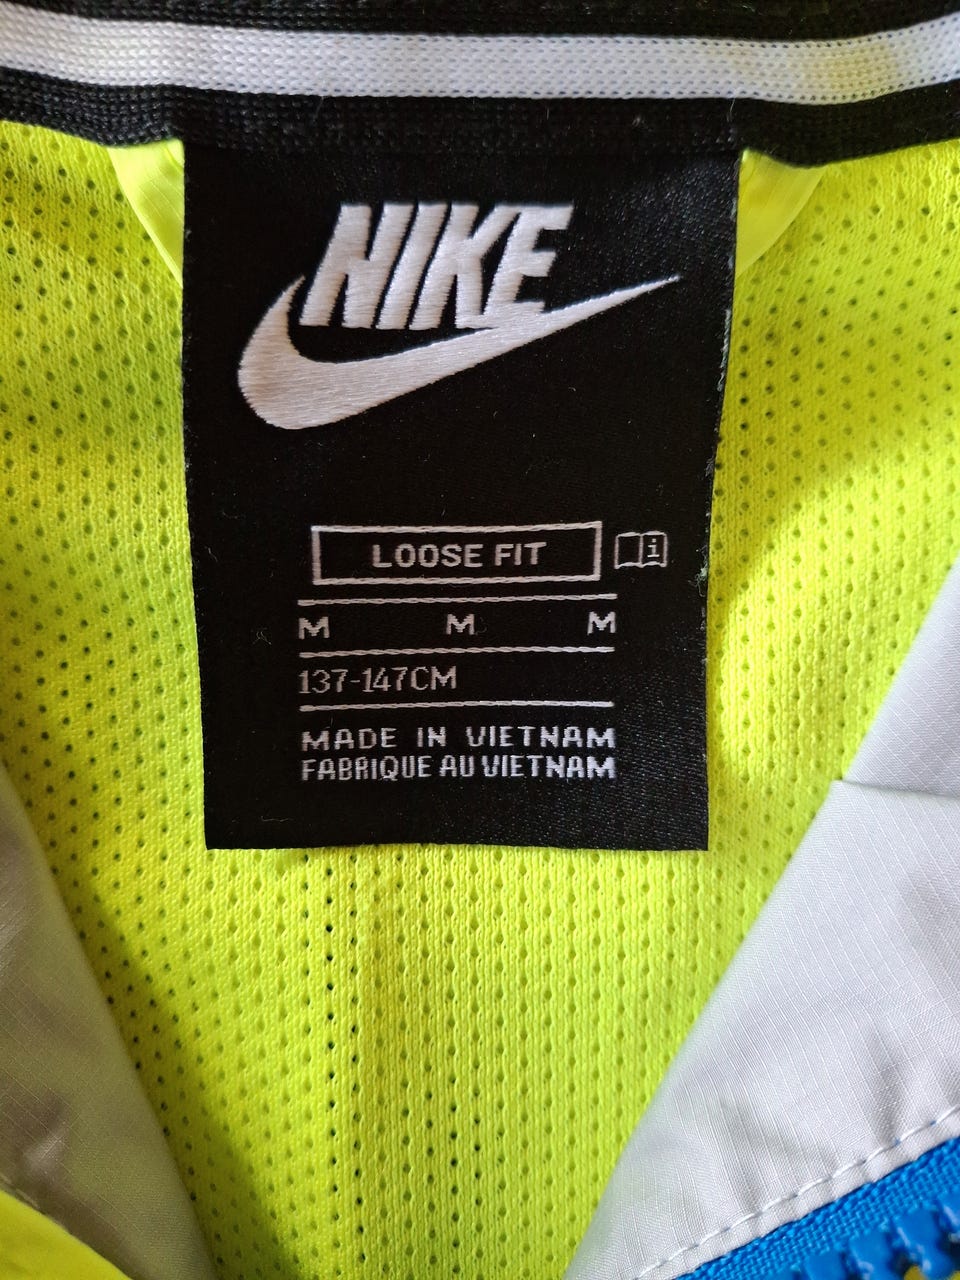 NIKE
LOOSE FIT
M M M
137-147CM
MADE IN VIETNAM
FABRIQUE AU VIETNAM